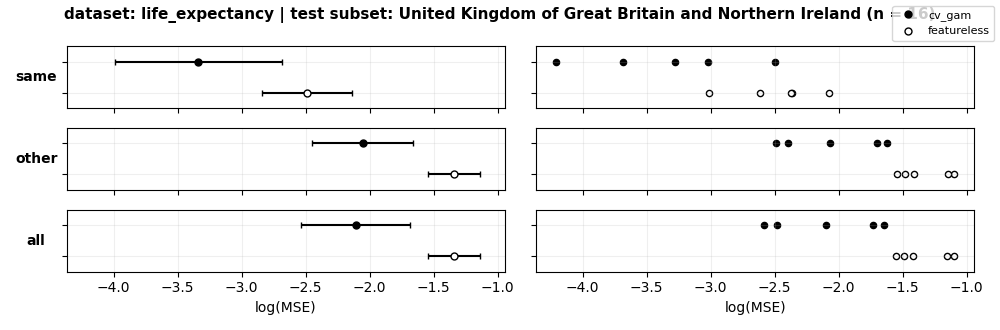 dataset: life_expectancy | test subset: United Kingdom of Great Britain and Northern Ireland (n = 16)
cv_gam
featureless
same
other
all
−4.0 −3.5 −3.0 −2.5 −2.0 −1.5 −1.0 −4.0 −3.5 −3.0 −2.5 −2.0 −1.5 −1.0
log(MSE) log(MSE)